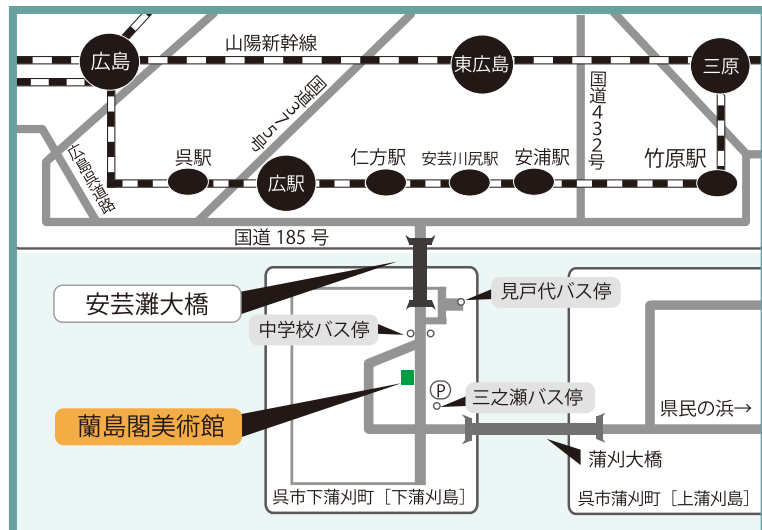 山陽新幹線
広島
東広島
三原
国道375号
国道432号
広島呉道路
呉駅
広駅
仁方駅
安芸川尻駅
安浦駅
竹原駅
国道 185 号
安芸灘大橋
見戸代バス停
中学校バス停
P
三之瀬バス停
蘭島閣美術館
県民の浜→
蒲刈大橋
呉市下蒲刈町［下蒲刈島］
呉市蒲刈町［上蒲刈島］